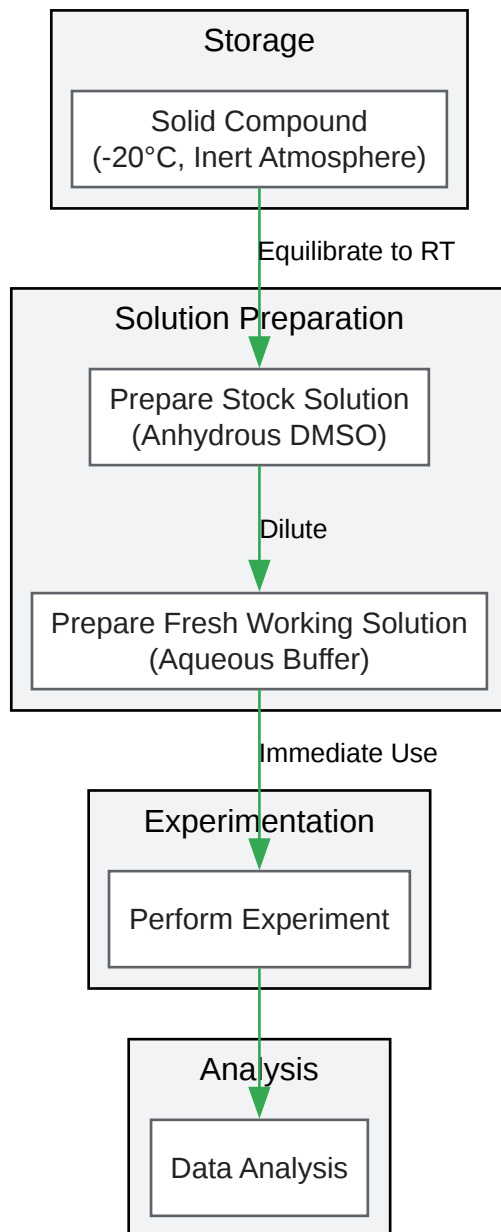 Storage
Solid Compound
(-20°C, Inert Atmosphere)
Equilibrate to RT
Solution Preparation
Prepare Stock Solution
(Anhydrous DMSO)
Dilute
Prepare Fresh Working Solution
(Aqueous Buffer)
Immediate Use
Experimentation
Perform Experiment
Analysis
Data Analysis